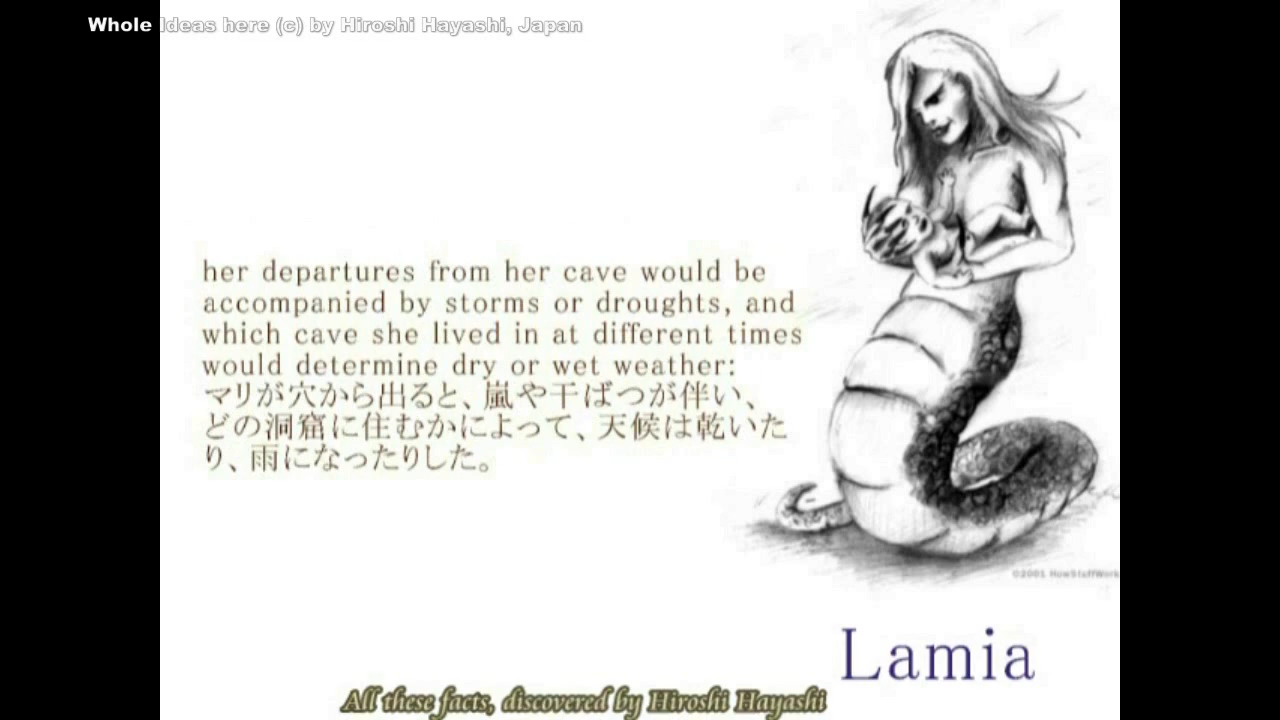 Whole Ideas here (c) by Hiroshi Hayashi, Japan
her departures from her cave would be
accompanied by storms or droughts, and
which cave she lived in at different times
would determine dry or wet weather:
マリが穴から出ると、嵐や干ばつが伴い、
どの洞窟に住むかによって、天候は乾いた
り、雨になったりした。
©2001 HowStuffWork
Lamia
All these facts, discovered by Hiroshi Hayashi